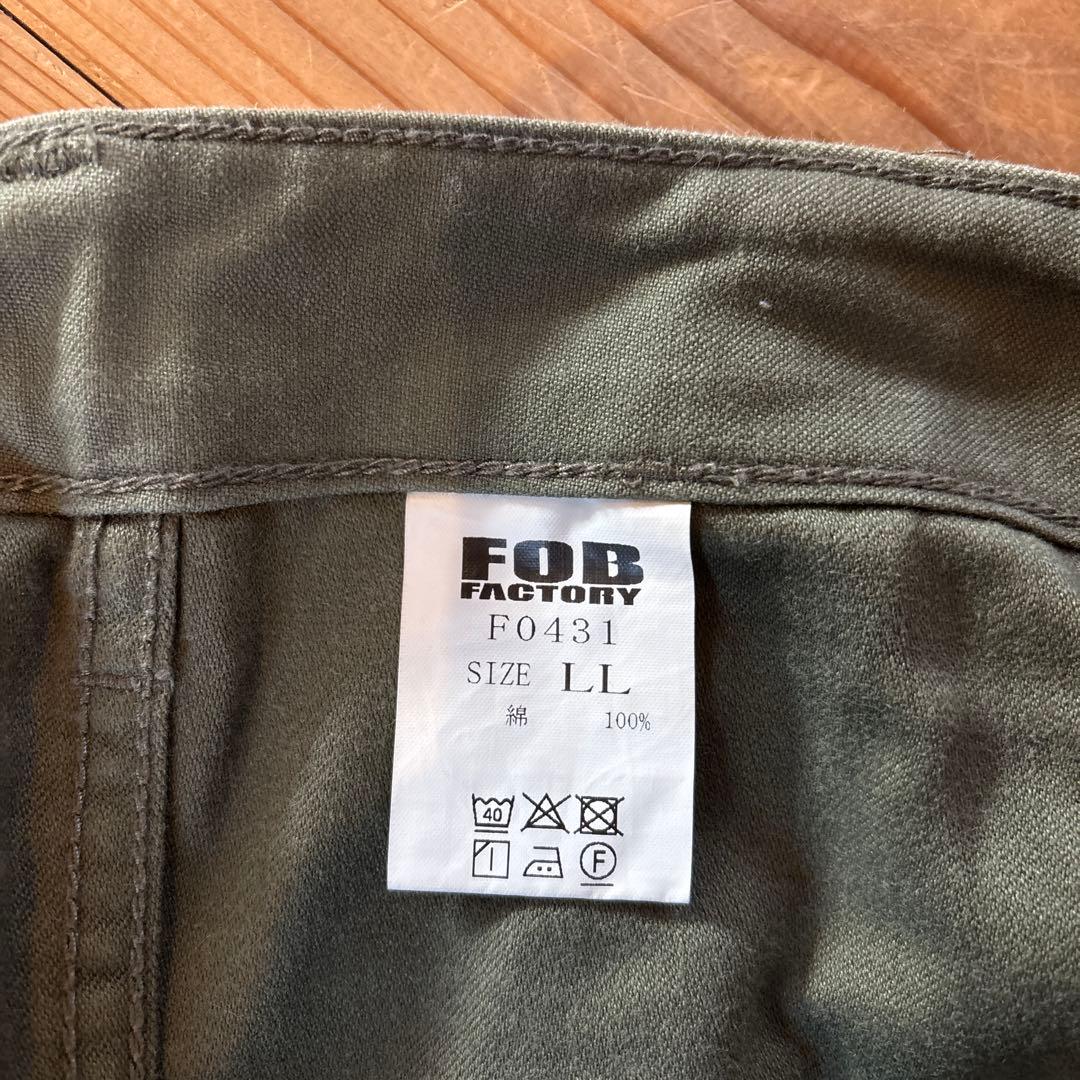 FOB
FACTORY
F0431
SIZE LL
綿 100%
40
F